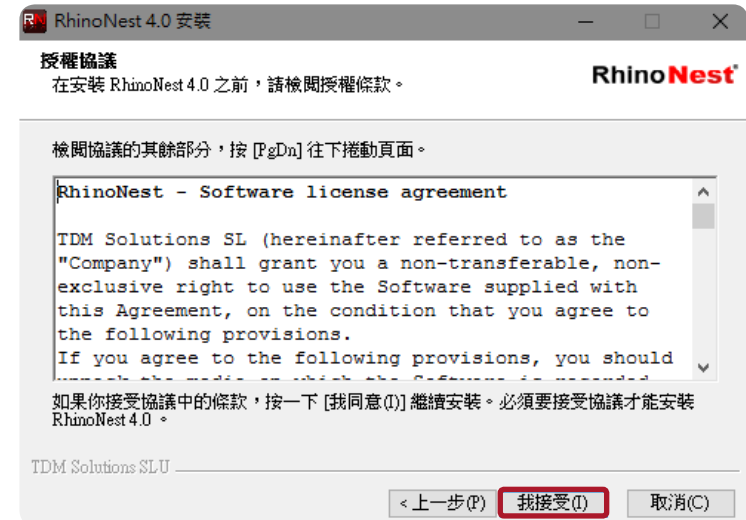 RhinoNest 4.0 安裝
授權協議
在安裝 RhinoNest 4.0 之前，請檢閱授權條款。
RhinoNest
檢閱協議的其餘部分，按 [PgDn] 往下捲動頁面。
RhinoNest - Software license agreement
TDM Solutions SL (hereinafter referred to as the
"Company") shall grant you a non-transferable, non-
exclusive right to use the Software supplied with
this Agreement, on the condition that you agree to
the following provisions.
If you agree to the following provisions, you should
如果你接受協議中的條款，按一下 [我同意(I)] 繼續安裝。必須要接受協議才能安裝
RhinoNest 4.0 。
TDM Solutions SLU
< 上一步(P)
我接受(I)
取消(C)